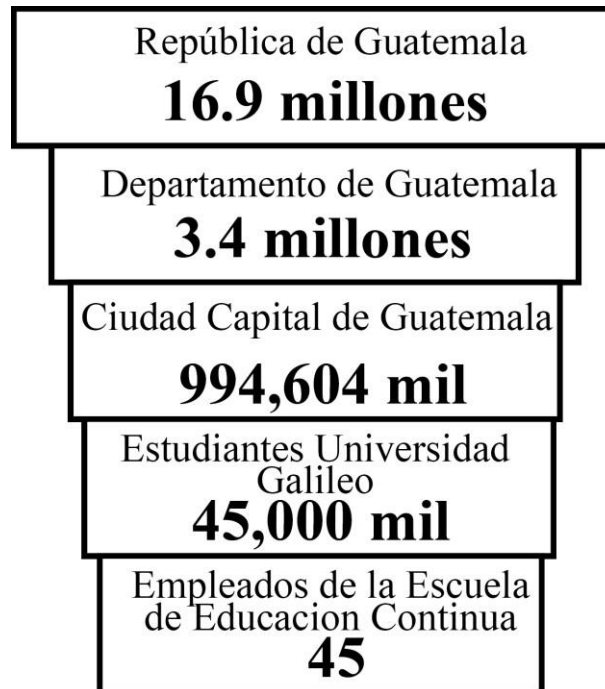 República de Guatemala
16.9 millones
Departamento de Guatemala
3.4 millones
Ciudad Capital de Guatemala
994,604 mil
Estudiantes Universidad
Galileo
45,000 mil
Empleados de la Escuela
de Educacion Continua
45